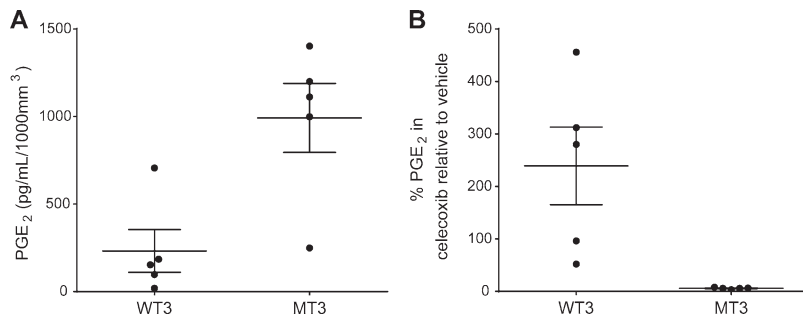 A
PGE2 (pg/mL/1000mm3)
1500
1000
500
0
WT3
MT3
B
% PGE2 in
celecoxib relative to vehicle
500
400
300
200
100
0
WT3
MT3